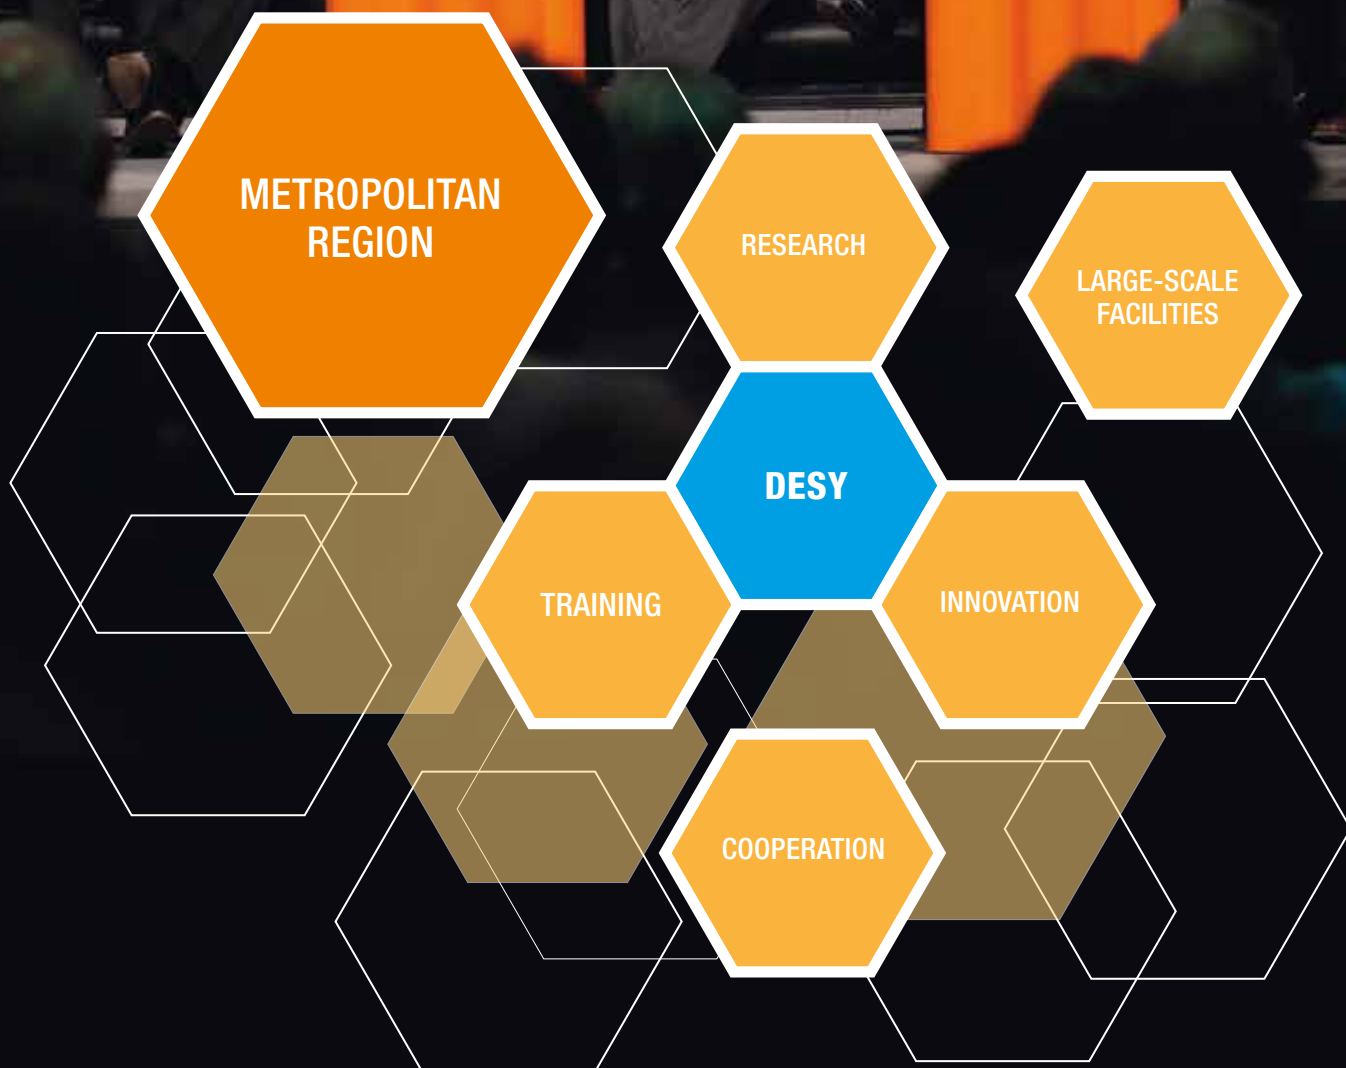 METROPOLITAN
REGION
RESEARCH
LARGE-SCALE
FACILITIES
DESY
TRAINING
INNOVATION
COOPERATION